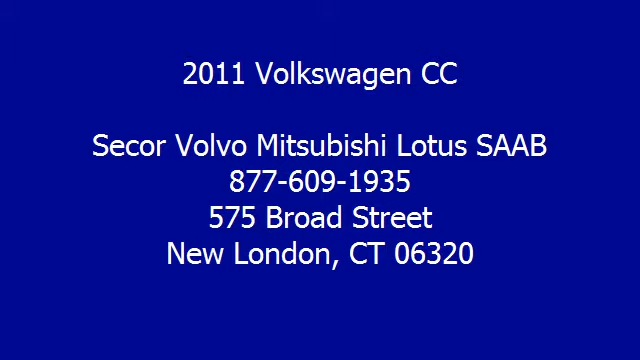 2011 Volkswagen CC
Secor Volvo Mitsubishi Lotus SAAB
877-609-1935
575 Broad Street
New London, CT 06320